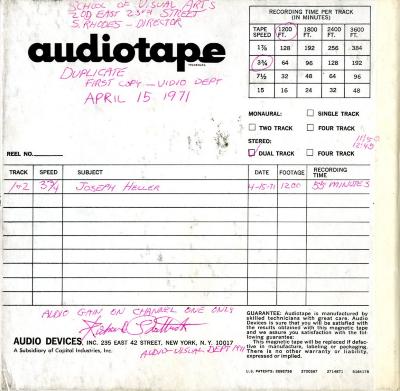 SCHOOL OF VISUAL ARTS
209 EAST 23RD STREET
S. RHODES - DIRECTOR
audiotape
DUPLICATE
FIRST COPY - VIDIO DEPT
APRIL 15 1971
RECORDING TIME PER TRACK
(IN MINUTES)
TAPE SPEED 1200 FT. 1800 FT. 2400 FT. 3600 FT.
1⅞ 128 192 256 384
3¾ 64 96 128 192
7½ 32 48 64 96
15 16 24 32 48
MONAURAL: SINGLE TRACK
TWO TRACK FOUR TRACK
STEREO:
DUAL TRACK FOUR TRACK
12:45
REEL NO.
TRACK SPEED SUBJECT DATE FOOTAGE RECORDING TIME
1+2 3¾ JOSEPH HELLER 4-15-71 1200 MINUTES
AUDIO GAIN ON CHANNEL ONE ONLY
AUDIO-VISUAL DEPT
AUDIO DEVICES, INC. 235 EAST 42 STREET, NEW YORK, N.Y. 10017
A Subsidiary of Capitol Industries, Inc.
GUARANTEE: Audiotape is manufactured by
skilled technicians with great care. Audio
Devices is sure that you will be satisfied with
the results obtained with this magnetic tape
and we assure you satisfaction with the fol-
lowing guarantee:
This magnetic tape will be replaced if defec-
tive in manufacture, labeling or packaging.
There is no other warranty or liability,
expressed or implied.
U.S. PATENTS: